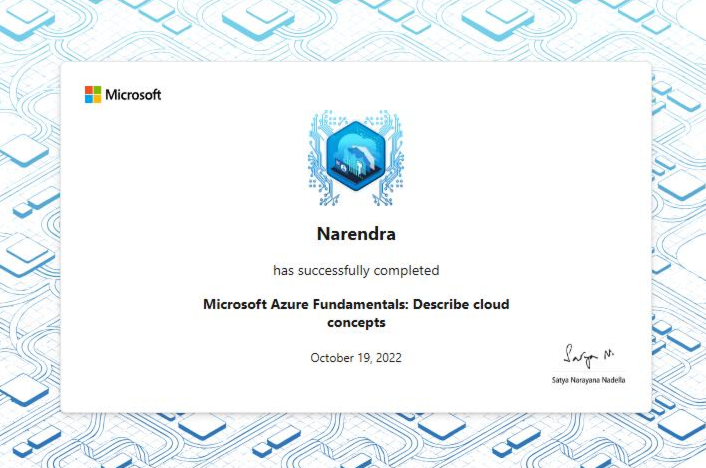 Microsoft
Narendra
has successfully completed
Microsoft Azure Fundamentals: Describe cloud
concepts
October 19, 2022
Satya N.
Satya Narayana Nadella